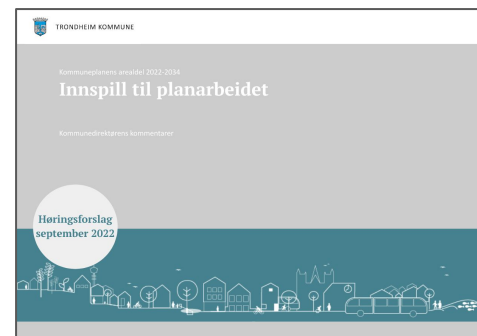 TRONDHEIM KOMMUNE
Kommuneplanens arealdel 2022-2034
Innspill til planarbeidet
Kommunedirektørens kommentarer
Høringsforslag
september 2022